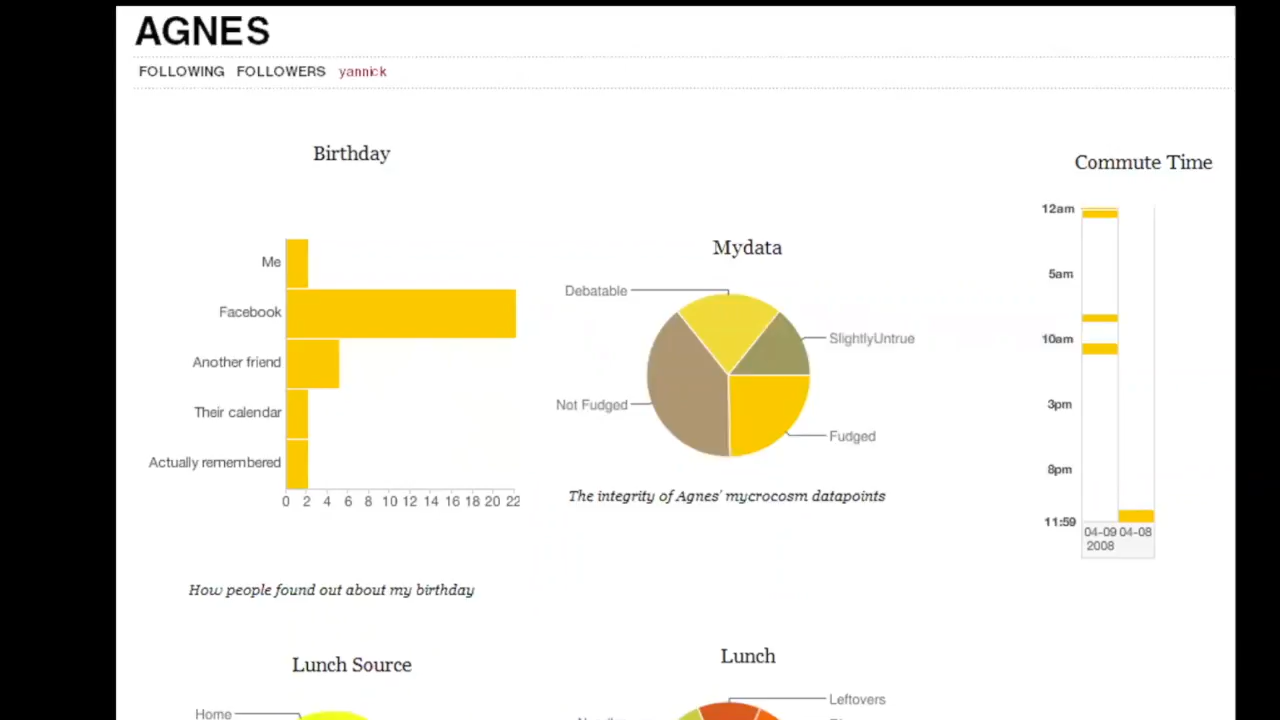 AGNES
FOLLOWING FOLLOWERS yannick
Birthday
Me
Facebook
Another friend
Their calendar
Actually remembered
0 2 4 6 8 10 12 14 16 18 20 22
How people found out about my birthday
Mydata
Debatable
SlightlyUntrue
Not Fudged
Fudged
The integrity of Agnes' mycrocosm datapoints
Commute Time
12am
5am
10am
3pm
8pm
11:59
04-09 04-08
2008
Lunch Source
Home
Lunch
Leftovers